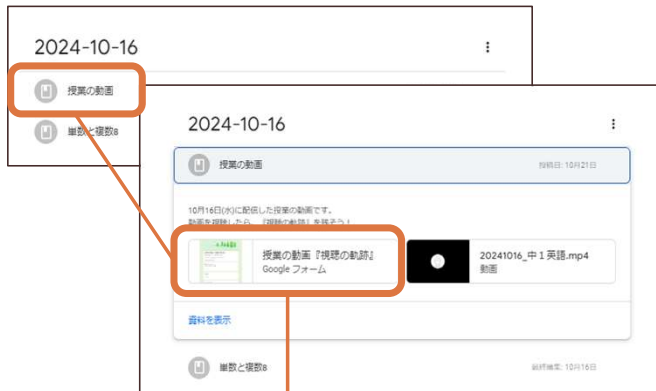 2024-10-16
授業の動画
単数と複数8
2024-10-16
授業の動画
投稿日: 10月21日
10月16日(水)に配信した授業の動画です。
動画を視聴したら、『視聴の軌跡』を残そう!
授業の動画『視聴の軌跡』
Google フォーム
20241016_中1英語.mp4
動画
資料を表示
単数と複数8
最終編集: 10月16日